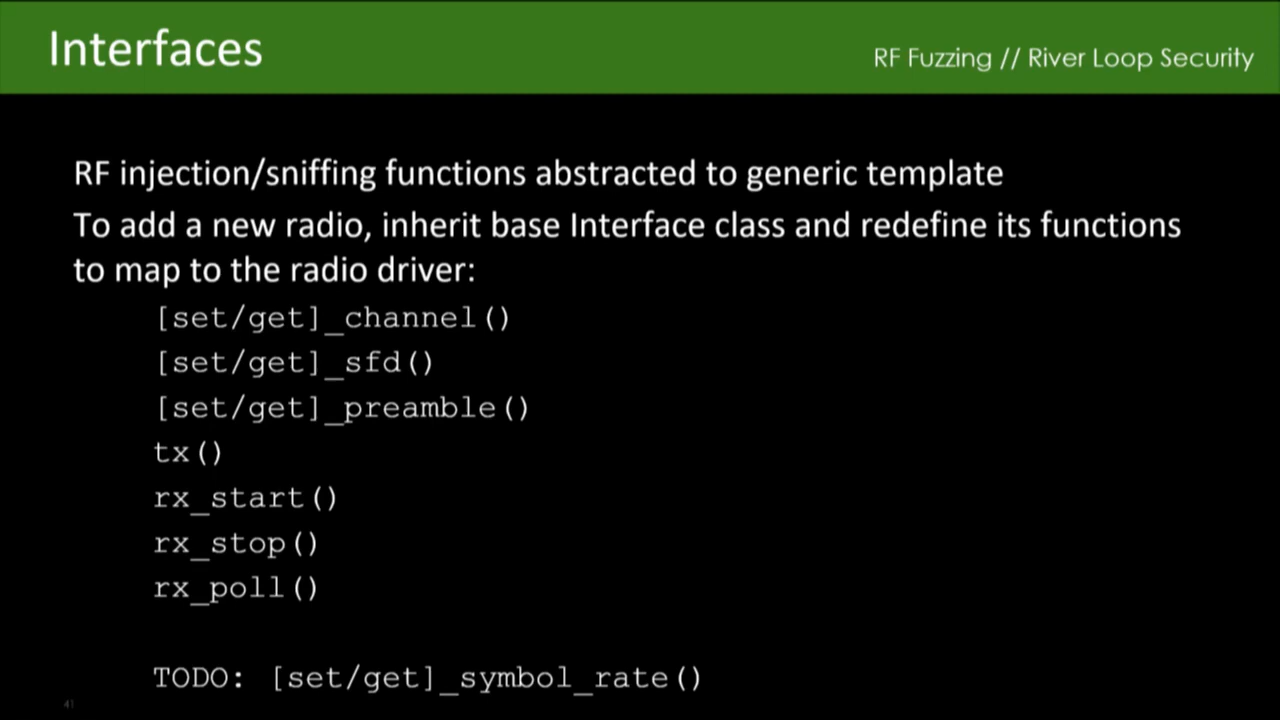 Interfaces
RF Fuzzing // River Loop Security
RF injection/sniffing functions abstracted to generic template
To add a new radio, inherit base Interface class and redefine its functions
to map to the radio driver:
[set/get]_channel()
[set/get]_sfd()
[set/get]_preamble()
tx()
rx_start()
rx_stop()
rx_poll()
TODO: [set/get]_symbol_rate()